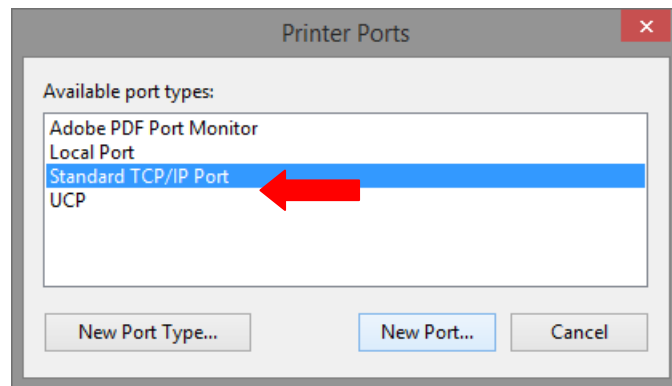 Printer Ports
Available port types:
Adobe PDF Port Monitor
Local Port
Standard TCP/IP Port
UCP
New Port Type... New Port... Cancel